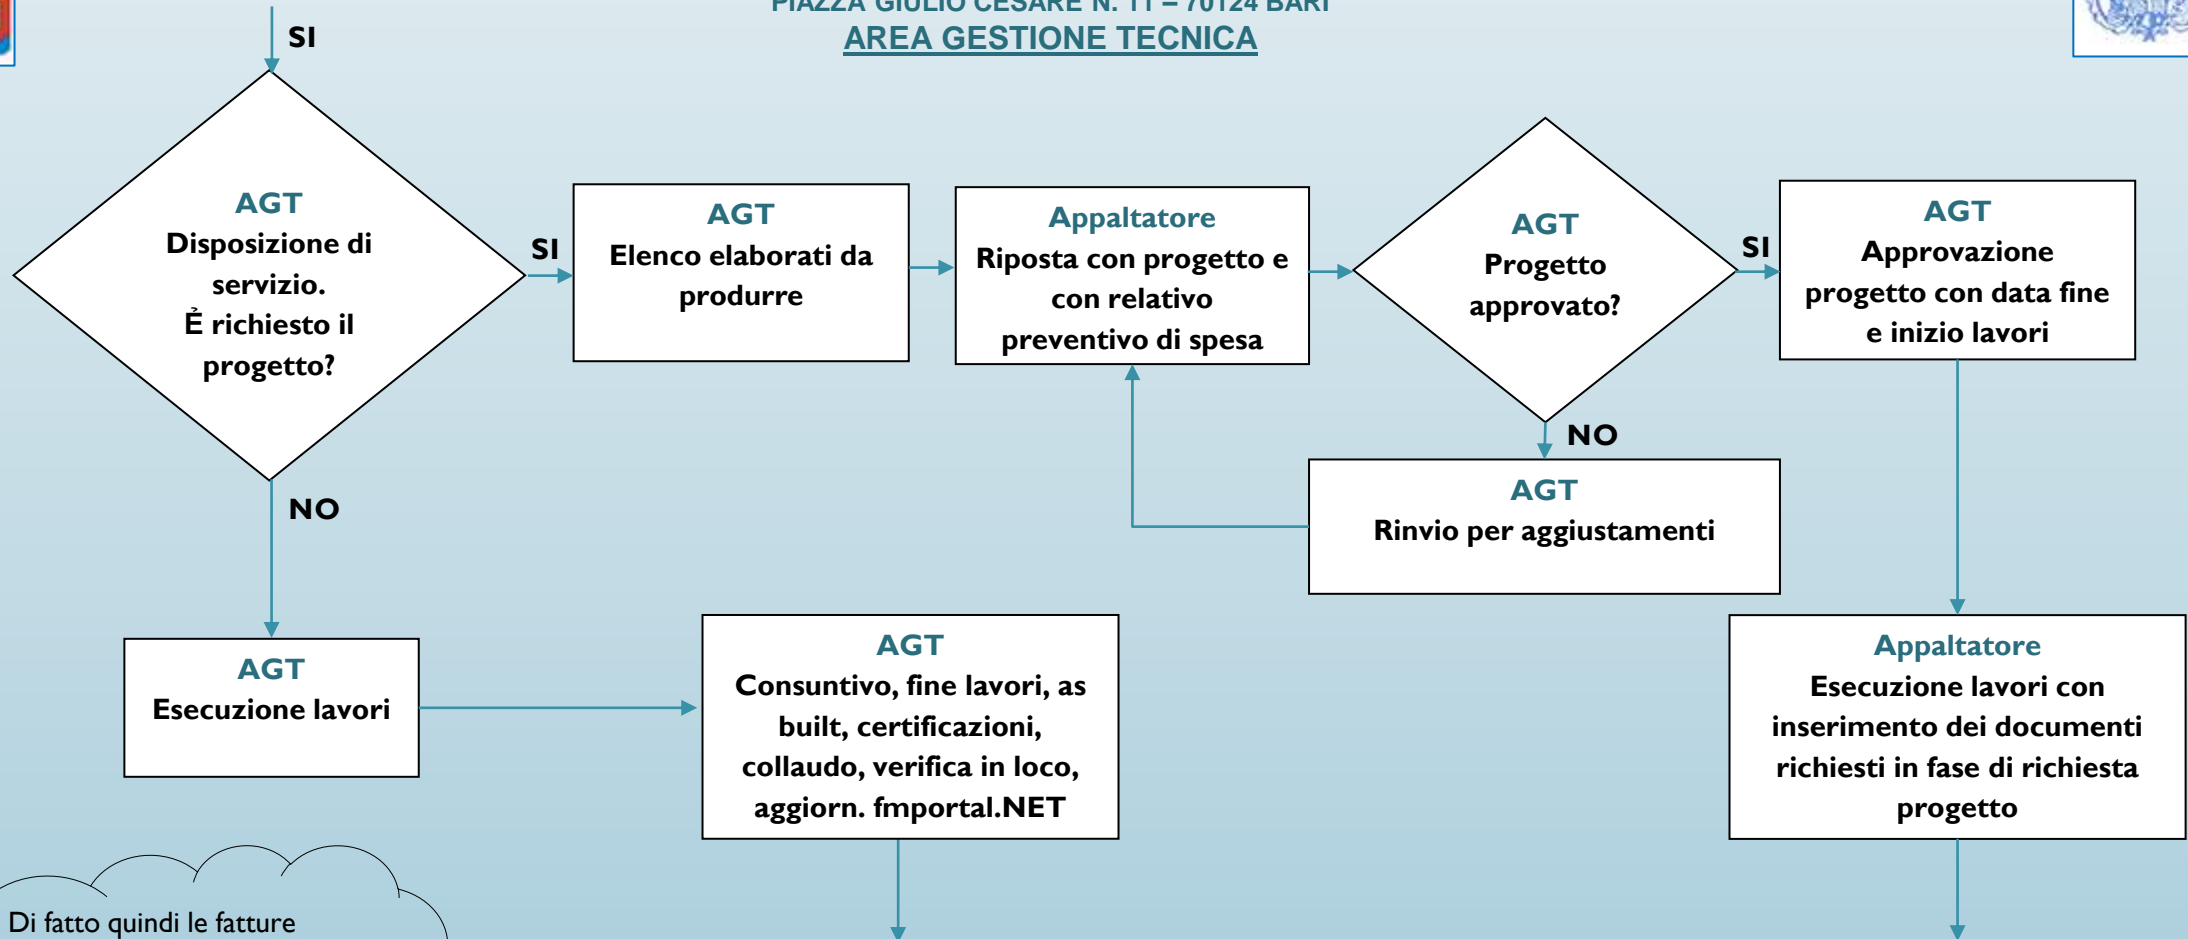 PIAZZA GIULIO CESARE N. 11 – 70124 BARI
AREA GESTIONE TECNICA
SI
AGT
Disposizione di
servizio.
Ẻ richiesto il
progetto?
SI
AGT
Elenco elaborati da
produrre
Appaltatore
Riposta con progetto e
con relativo
preventivo di spesa
AGT
Progetto
approvato?
SI
AGT
Approvazione
progetto con data fine
e inizio lavori
NO
AGT
Rinvio per aggiustamenti
NO
AGT
Esecuzione lavori
AGT
Consuntivo, fine lavori, as
built, certificazioni,
collaudo, verifica in loco,
aggiorn. fmportal.NET
Appaltatore
Esecuzione lavori con
inserimento dei documenti
richiesti in fase di richiesta
progetto
Di fatto quindi le fatture